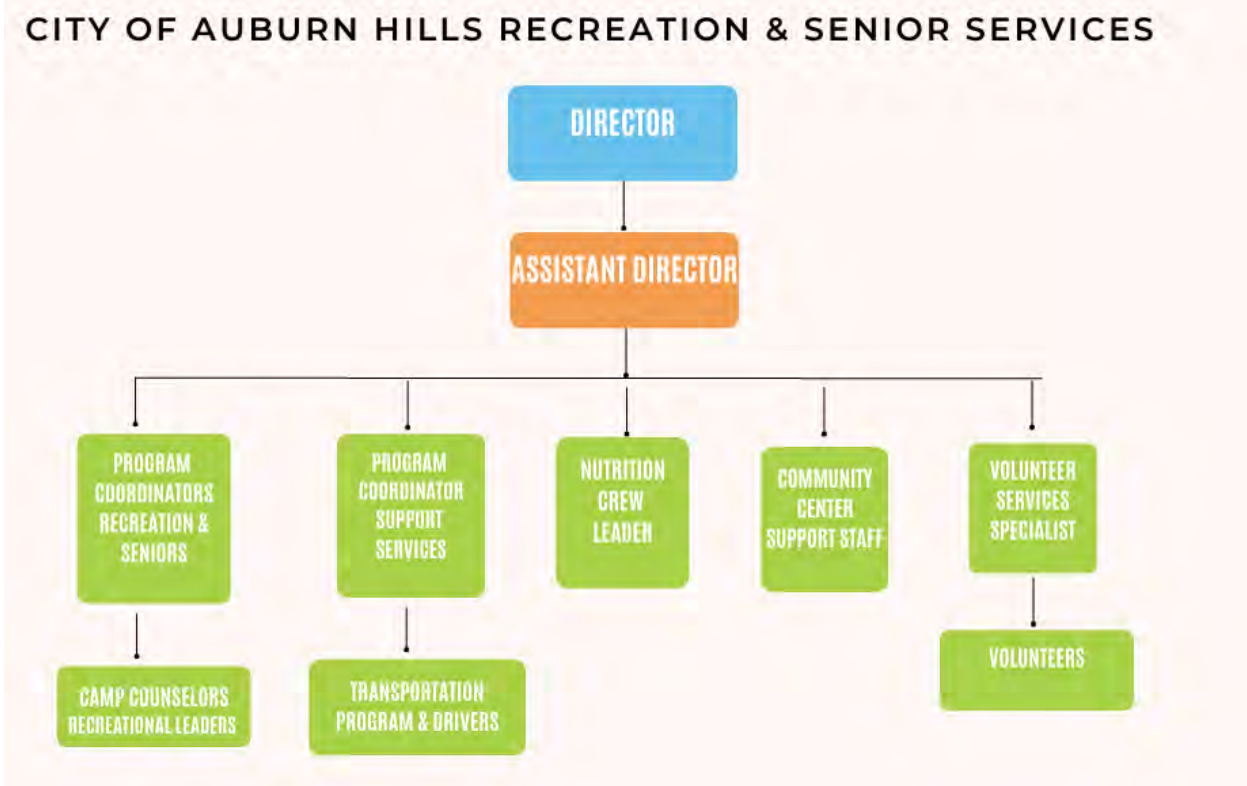 CITY OF AUBURN HILLS RECREATION & SENIOR SERVICES
DIRECTOR
ASSISTANT DIRECTOR
PROGRAM
COORDINATORS
RECREATION &
SENIORS
PROGRAM
COORDINATOR
SUPPORT
SERVICES
NUTRITION
CREW
LEADER
COMMUNITY
CENTER
SUPPORT STAFF
VOLUNTEER
SERVICES
SPECIALIST
CAMP COUNSELORS
RECREATIONAL LEADERS
TRANSPORTATION
PROGRAM & DRIVERS
VOLUNTEERS